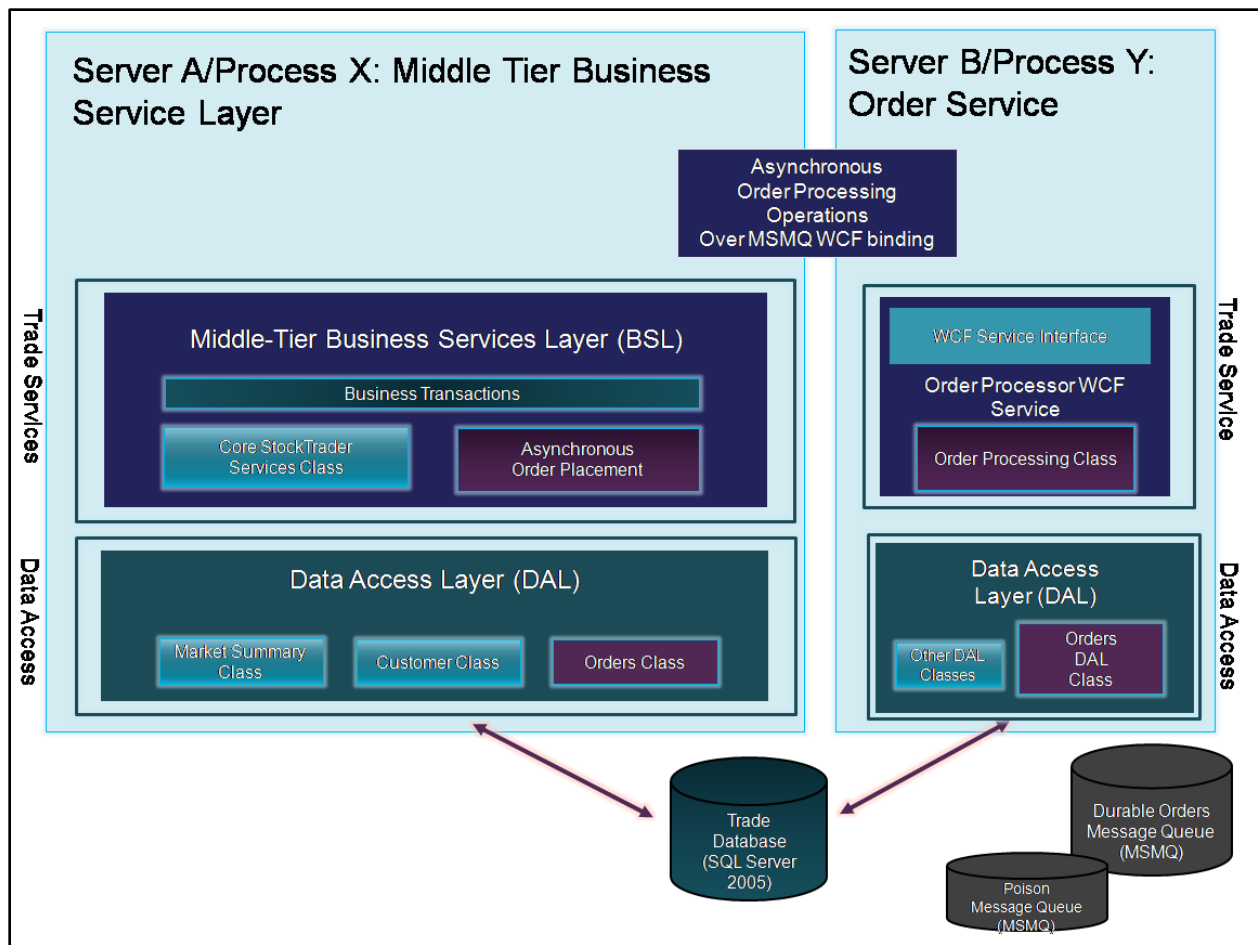 Server A/Process X: Middle Tier Business
Service Layer
Server B/Process Y:
Order Service
Asynchronous
Order Processing
Operations
Over MSMQ WCF binding
Trade Services
Middle-Tier Business Services Layer (BSL)
Business Transactions
Core StockTrader
Services Class
Asynchronous
Order Placement
WCF Service Interface
Order Processor WCF
Service
Order Processing Class
Trade Service
Data Access
Data Access Layer (DAL)
Market Summary
Class
Customer Class
Orders Class
Data Access
Layer (DAL)
Other DAL
Classes
Orders
DAL
Class
Data Access
Trade
Database
(SQL Server
2005)
Durable Orders
Message Queue
(MSMQ)
Poison
Message Queue
(MSMQ)